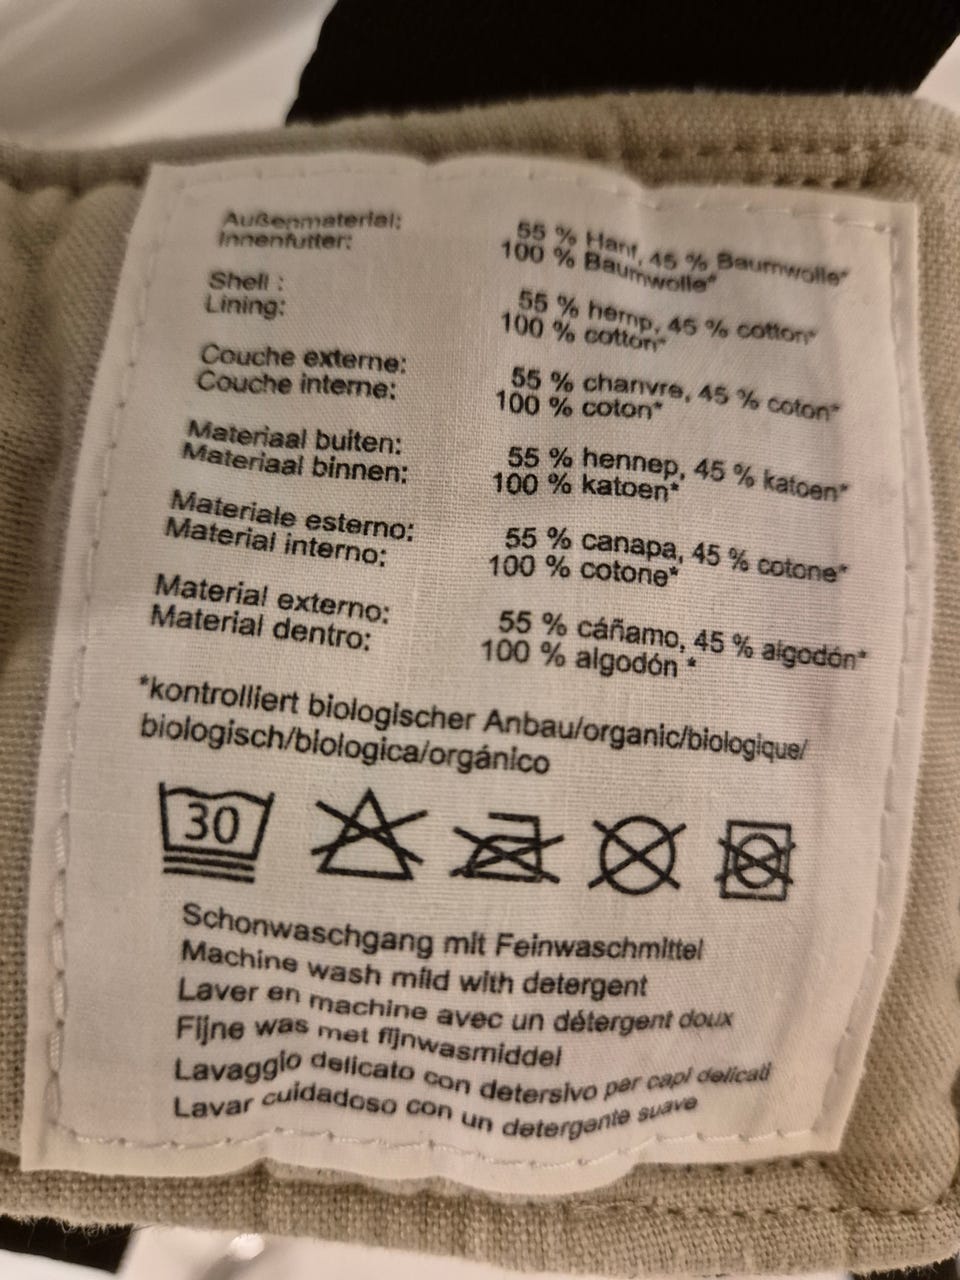 Außenmaterial: 55 % Hanf, 45 % Baumwolle*
Innenfutter: 100 % Baumwolle*
Shell : 55 % hemp, 45 % cotton*
Lining: 100 % cotton*
Couche externe: 55 % chanvre, 45 % coton*
Couche interne: 100 % coton*
Materiaal buiten: 55 % hennep, 45 % katoen*
Materiaal binnen: 100 % katoen*
Materiale esterno: 55 % canapa, 45 % cotone*
Material interno: 100 % cotone*
Material externo: 55 % cáñamo, 45 % algodón*
Material dentro: 100 % algodón *
*kontrolliert biologischer Anbau/organic/biologique/
biologisch/biologica/orgánico
30
Schonwaschgang mit Feinwaschmittel
Machine wash mild with detergent
Laver en machine avec un détergent doux
Fijne was met fijnwasmiddel
Lavaggio delicato con detersivo per capi delicati
Lavar cuidadoso con un detergente suave